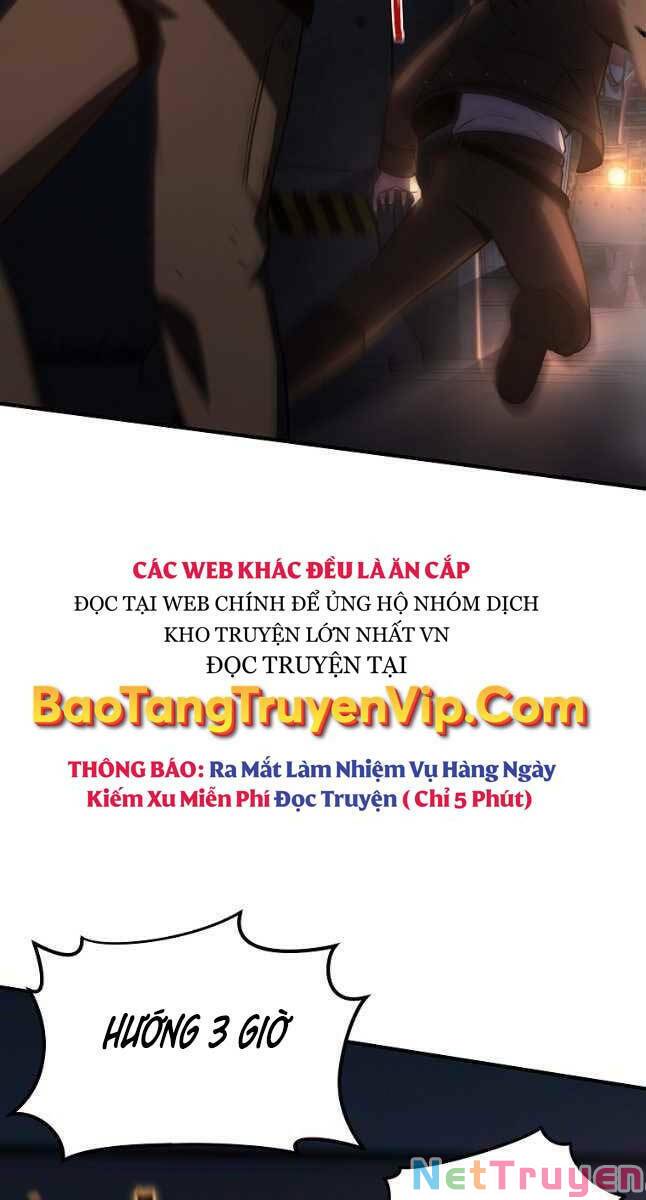 CÁC WEB KHÁC ĐỀU LÀ ĂN CẮP
ĐỌC TẠI WEB CHÍNH ĐỂ ỦNG HỘ NHÓM DỊCH
KHO TRUYỆN LỚN NHẤT VN
ĐỌC TRUYỆN TẠI
BaoTangTruyenVip.Com
THÔNG BÁO: Ra Mắt Làm Nhiệm Vụ Hàng Ngày
Kiếm Xu Miễn Phí Đọc Truyện ( Chỉ 5 Phút)
HƯỚNG 3 GIỜ
NetTruyen